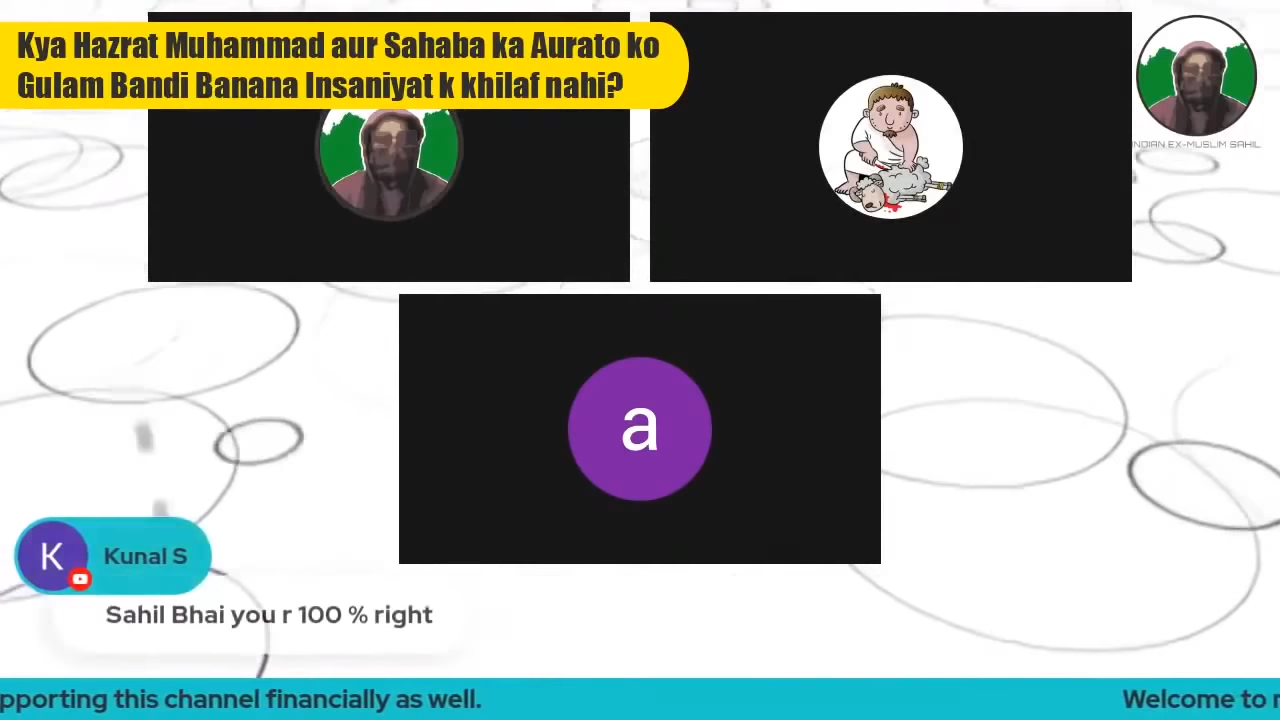 Kya Hazrat Muhammad aur Sahaba ka Aurato ko
Gulam Bandi Banana Insaniyat k khilaf nahi?
INDIAN EX-MUSLIM SAHIL
a
K
Kunal S
Sahil Bhai you r 100 % right
pporting this channel financially as well.
Welcome to